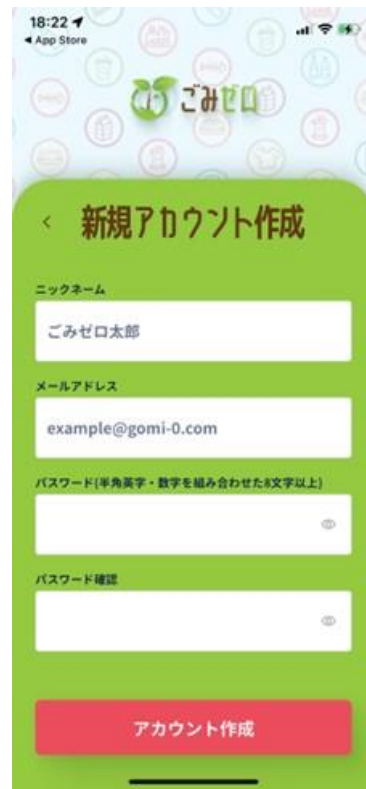 18:22
◀ App Store
ごみゼロ
新規アカウント作成
ニックネーム
ごみゼロ太郎
メールアドレス
example@gomi-0.com
パスワード(半角英字・数字を組み合わせた8文字以上)
パスワード確認
アカウント作成